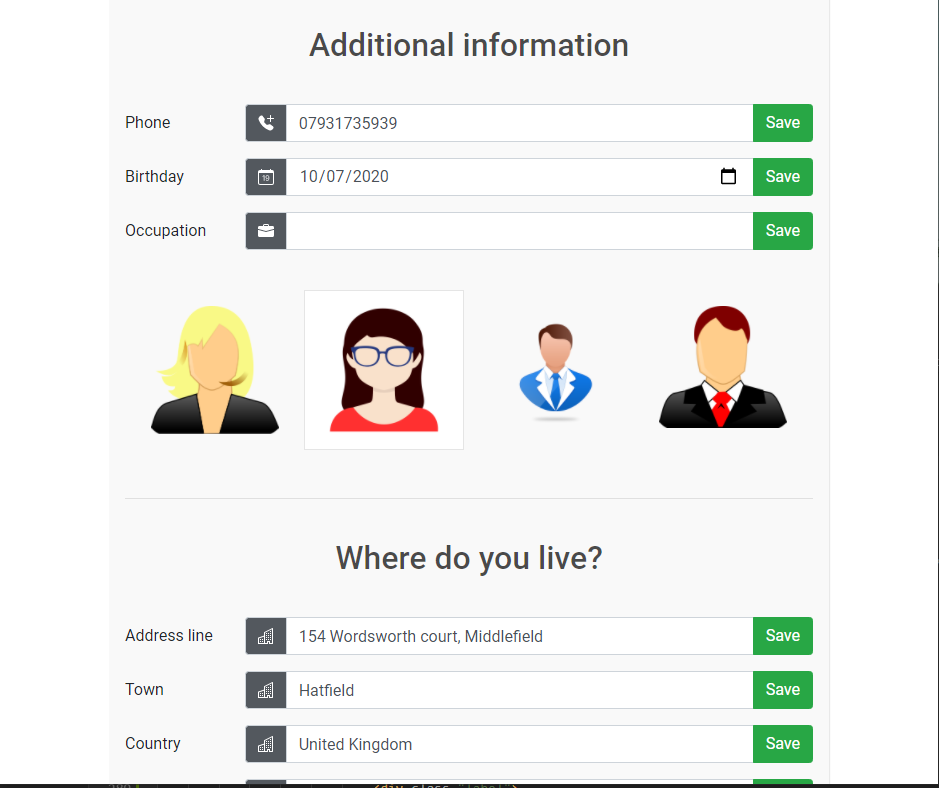 Additional information
Phone 07931735939 Save
Birthday 19 10/07/2020 Save
Occupation Save
Where do you live?
Address line 154 Wordsworth court, Middlefield Save
Town Hatfield Save
Country United Kingdom Save